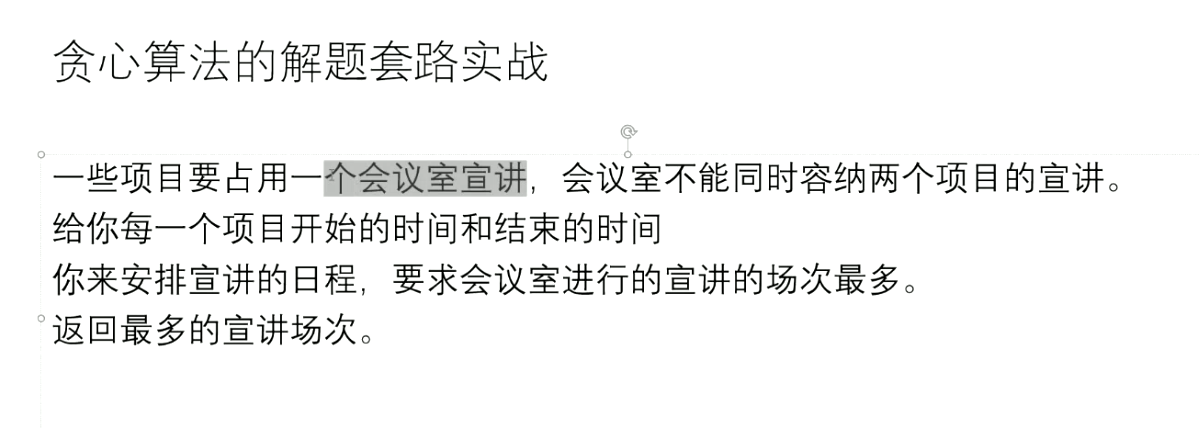 贪心算法的解题套路实战
一些项目要占用一个会议室宣讲，会议室不能同时容纳两个项目的宣讲。
给你每一个项目开始的时间和结束的时间
你来安排宣讲的日程，要求会议室进行的宣讲的场次最多。
返回最多的宣讲场次。